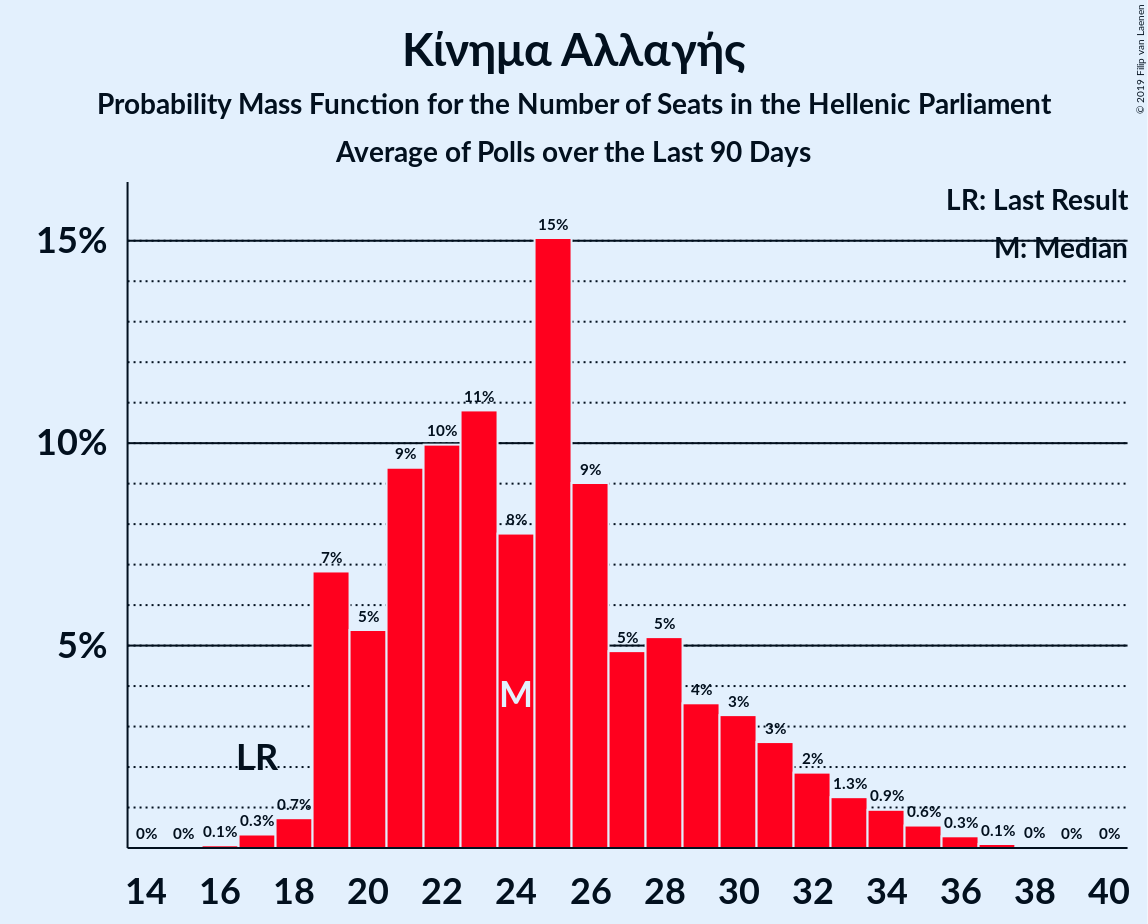 Κίνημα Αλλαγής
Probability Mass Function for the Number of Seats in the Hellenic Parliament
Average of Polls over the Last 90 Days
© 2019 Filip van Laenen
LR: Last Result
M: Median
15%
10%
5%
0% 0% 0.1% 0.3% 0.7% 7% 5% 9% 10% 11% 8% 15% 9% 5% 5% 4% 3% 3% 2% 1.3% 0.9% 0.6% 0.3% 0.1% 0% 0% 0%
LR
M
14 16 18 20 22 24 26 28 30 32 34 36 38 40